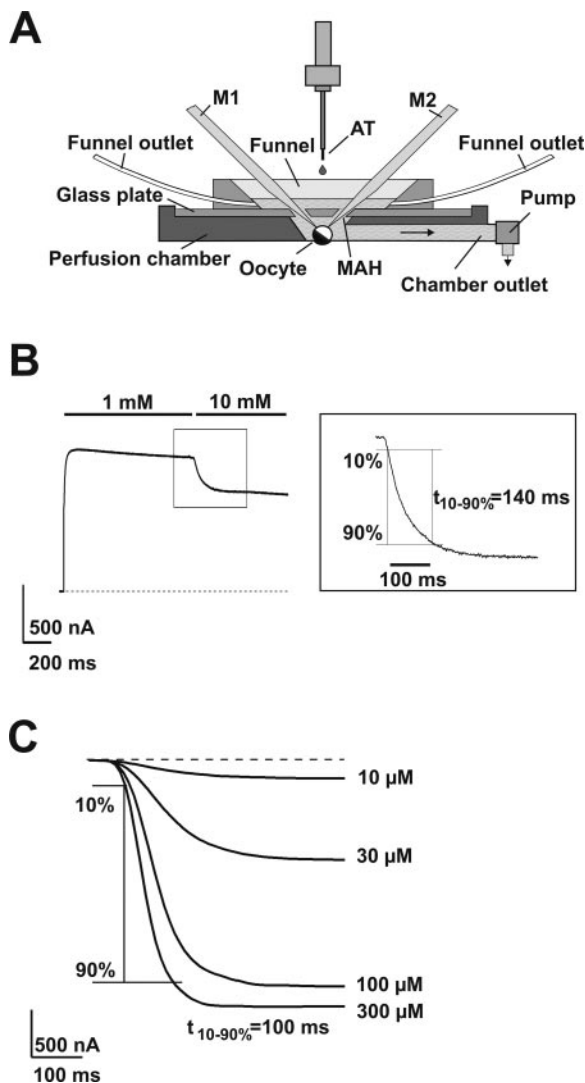 A
M1
M2
AT
Funnel outlet
Funnel
Funnel outlet
Glass plate
Pump
Perfusion chamber
Oocyte
MAH
Chamber outlet
B
1 mM
10 mM
10%
t10-90%=140 ms
90%
100 ms
500 nA
200 ms
C
10 µM
10%
30 µM
90%
100 µM
300 µM
t10-90%=100 ms
500 nA
100 ms